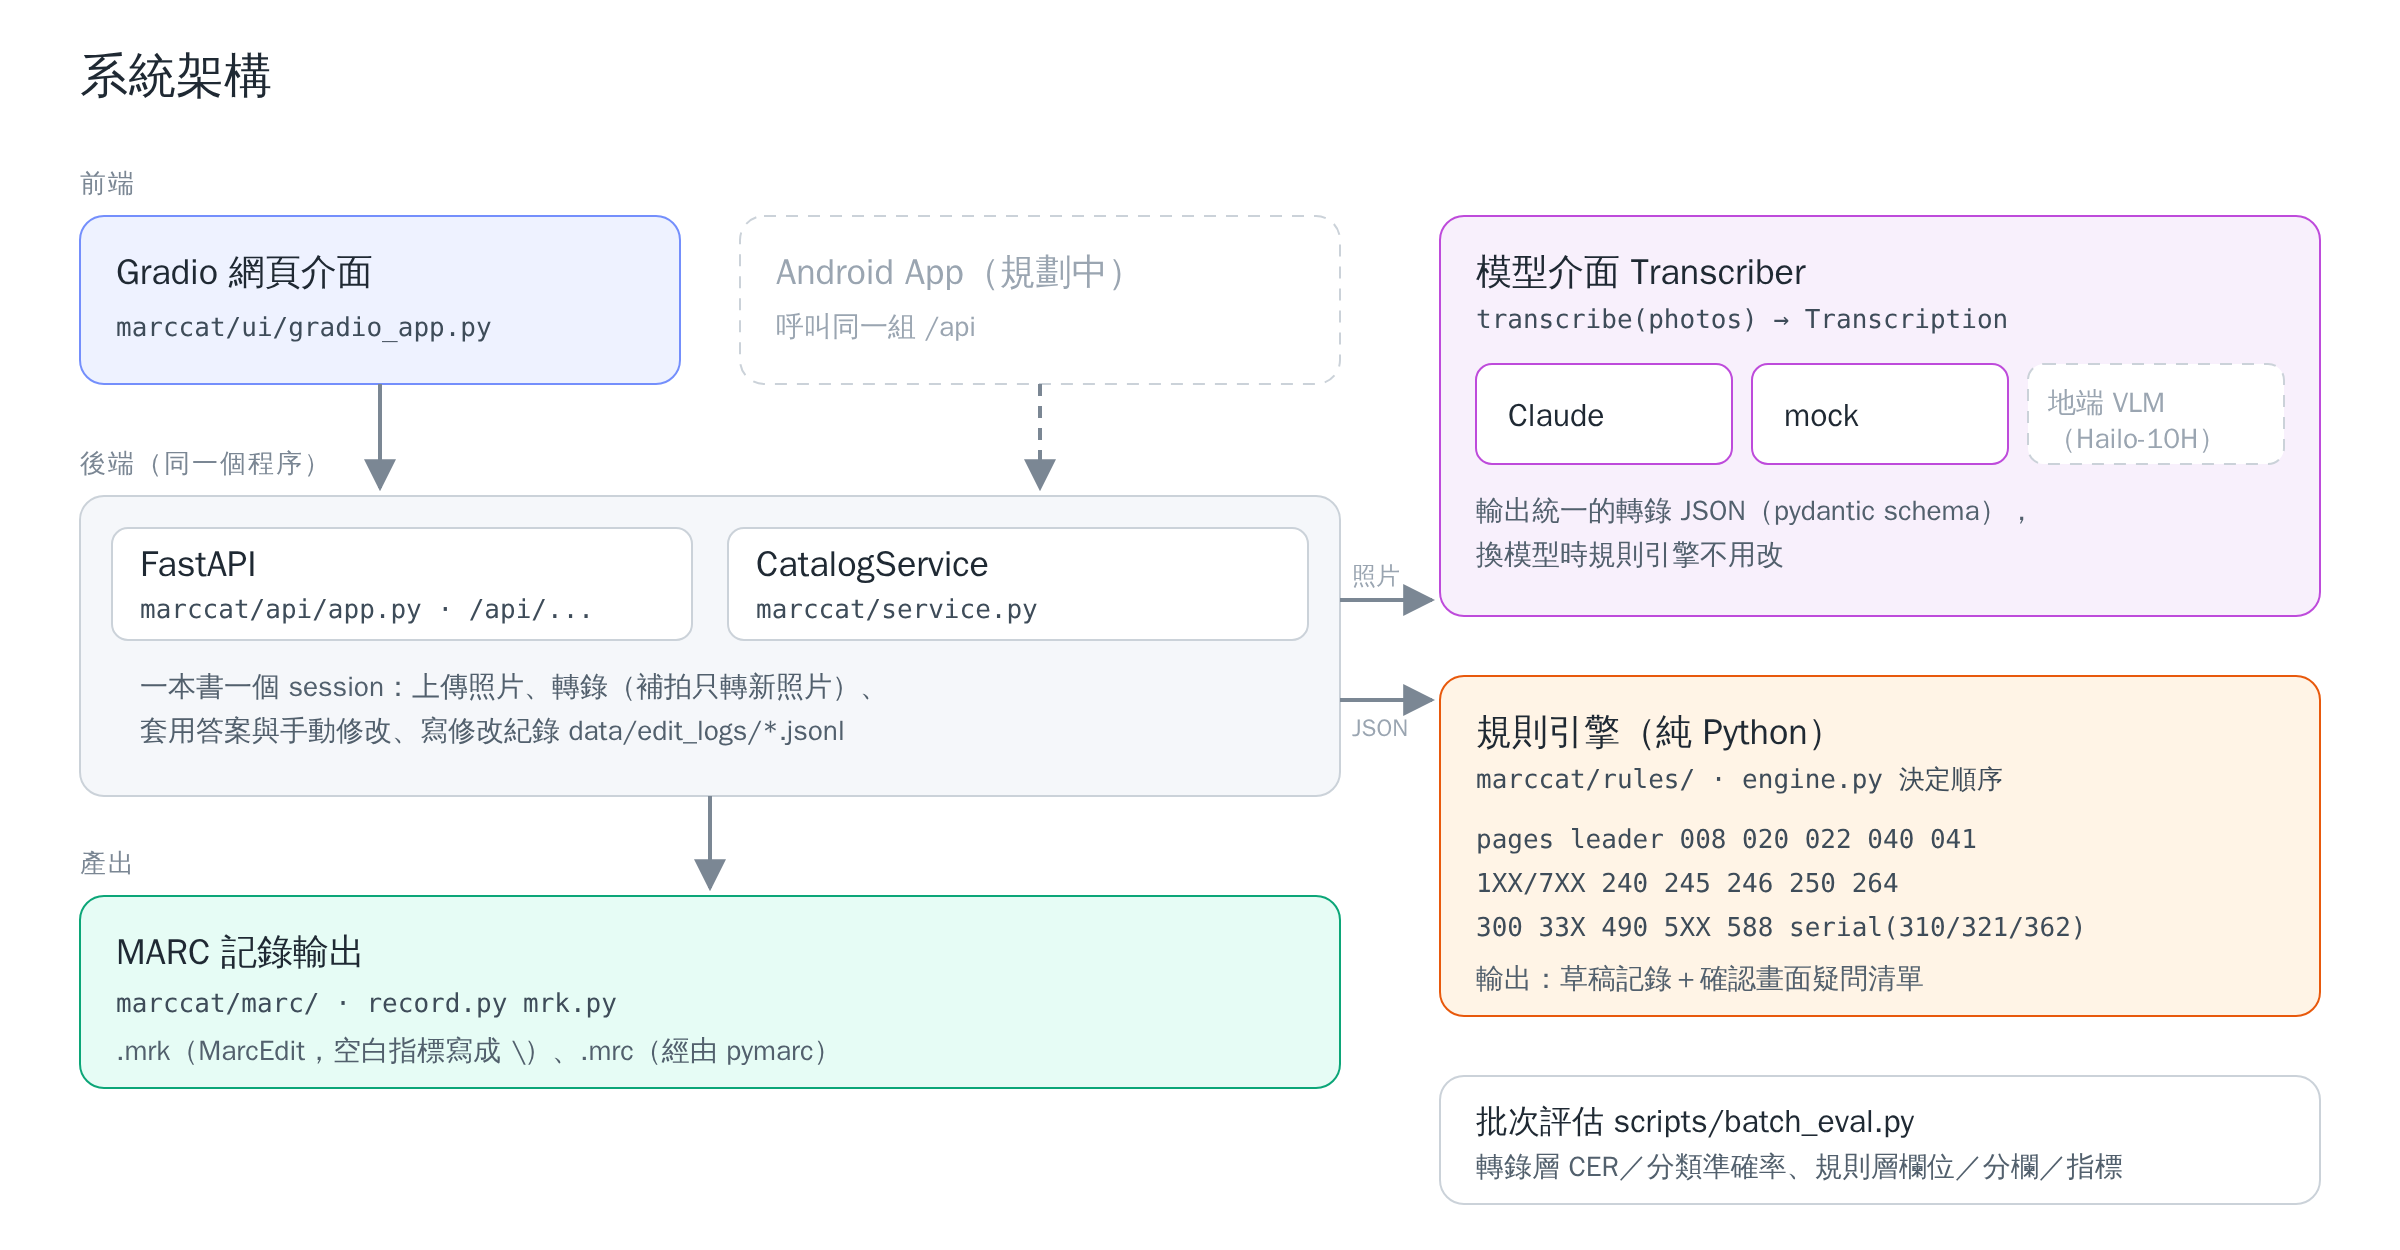 系統架構
前端
Gradio 網頁介面
marccat/ui/gradio_app.py
Android App（規劃中）
呼叫同一組 /api
後端（同一個程序）
FastAPI
marccat/api/app.py · /api/...
CatalogService
marccat/service.py
一本書一個 session：上傳照片、轉錄（補拍只轉新照片）、
套用答案與手動修改、寫修改紀錄 data/edit_logs/*.jsonl
照片
JSON
產出
MARC 記錄輸出
marccat/marc/ · record.py mrk.py
.mrk（MarcEdit，空白指標寫成 \）、.mrc（經由 pymarc）
模型介面 Transcriber
transcribe(photos) → Transcription
Claude
mock
地端 VLM
（Hailo-10H）
輸出統一的轉錄 JSON（pydantic schema），
換模型時規則引擎不用改
規則引擎（純 Python）
marccat/rules/ · engine.py 決定順序
pages leader 008 020 022 040 041
1XX/7XX 240 245 246 250 264
300 33X 490 5XX 588 serial(310/321/362)
輸出：草稿記錄＋確認畫面疑問清單
批次評估 scripts/batch_eval.py
轉錄層 CER／分類準確率、規則層欄位／分欄／指標